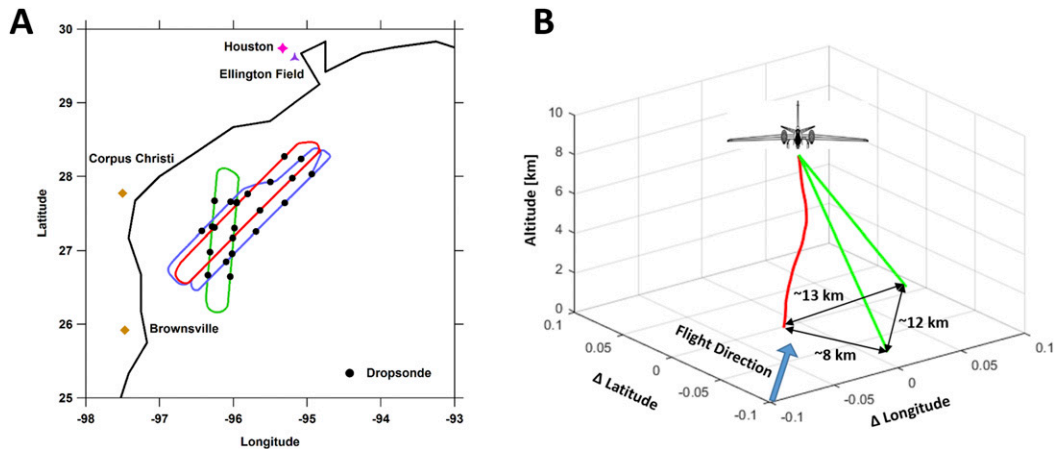 A
30
29
28
27
26
25
Latitude
Houston
Ellington Field
Corpus Christi
Brownsville
Dropsonde
-98
-97
-96
-95
-94
-93
Longitude
B
10
8
6
4
2
0
Altitude [km]
~13 km
~12 km
~8 km
Flight Direction
0.1
0.05
0
-0.05
-0.1
Δ Latitude
-0.1
-0.05
0
0.05
0.1
Δ Longitude